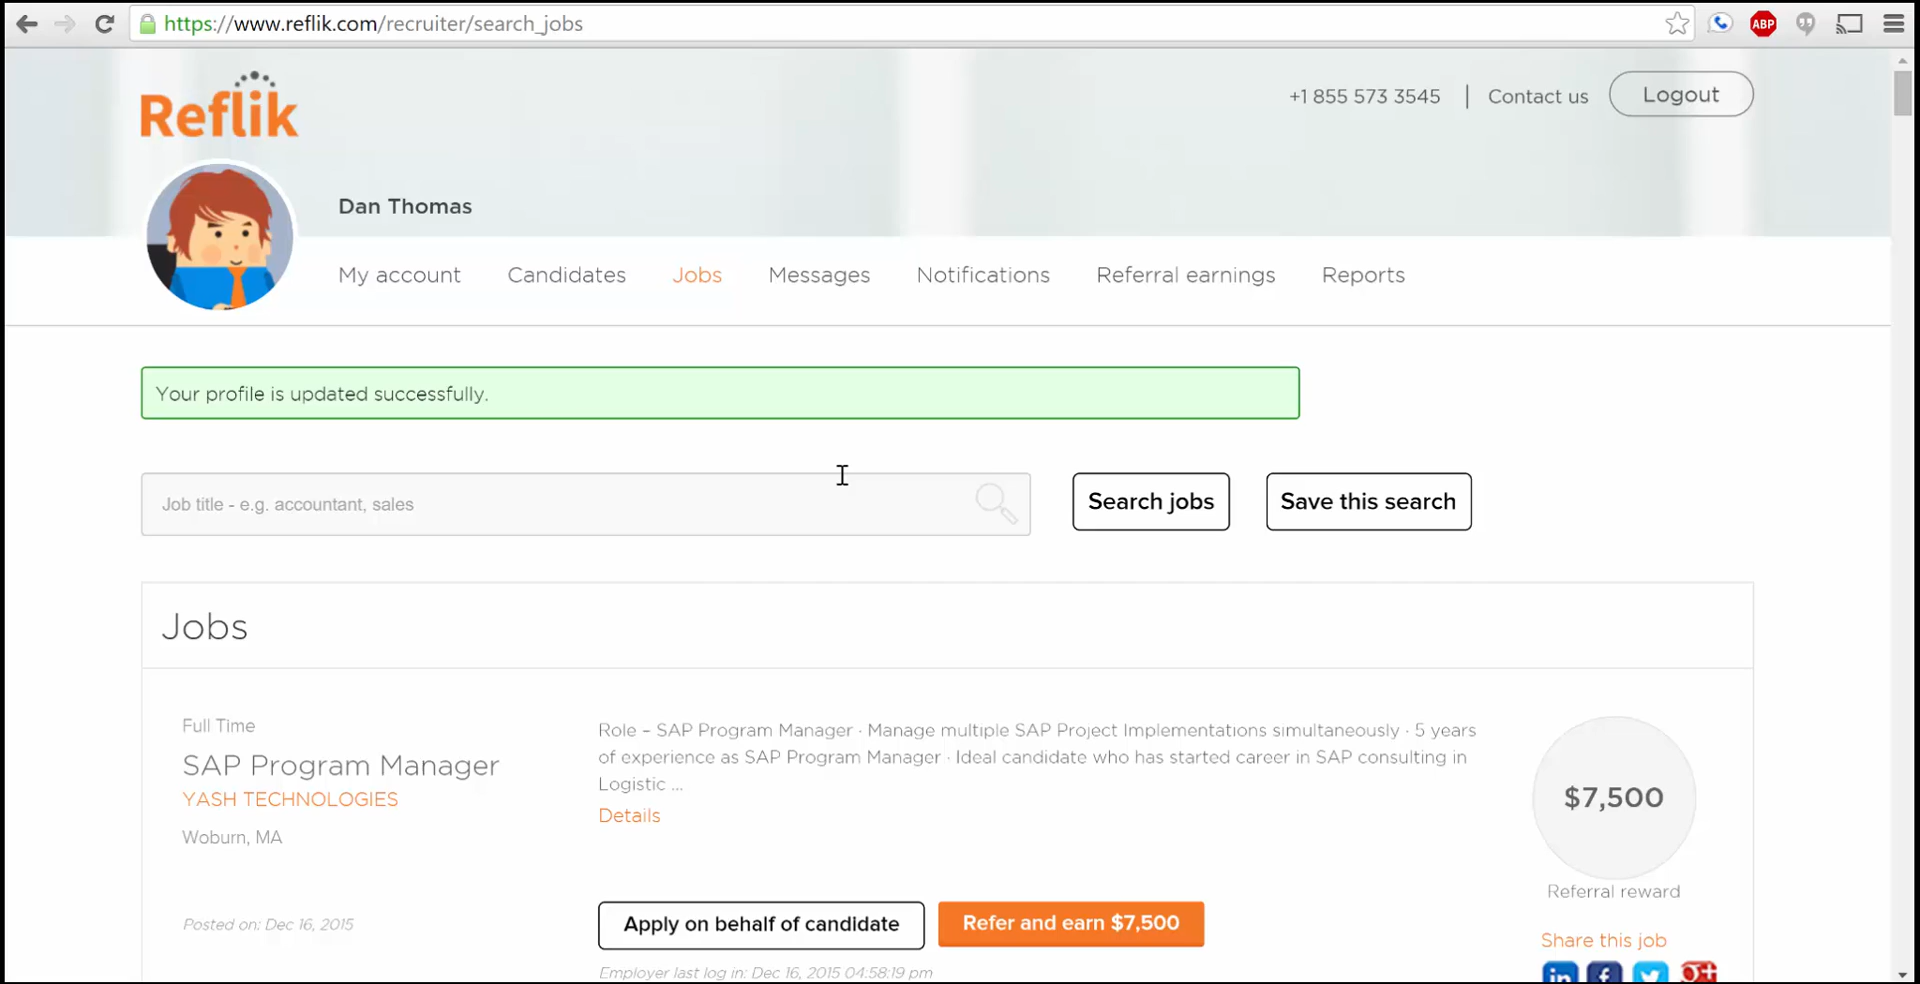 https://www.reflik.com/recruiter/search_jobs
ABP
Reflik
+1 855 573 3545 | Contact us
Logout
Dan Thomas
My account
Candidates
Jobs
Messages
Notifications
Referral earnings
Reports
Your profile is updated successfully.
Job title - e.g. accountant, sales
Search jobs
Save this search
Jobs
Full Time
SAP Program Manager
YASH TECHNOLOGIES
Woburn, MA
Posted on: Dec 16, 2015
Role – SAP Program Manager · Manage multiple SAP Project Implementations simultaneously · 5 years
of experience as SAP Program Manager · Ideal candidate who has started career in SAP consulting in
Logistic ...
Details
Apply on behalf of candidate
Refer and earn $7,500
Employer last log in: Dec 16, 2015 04:58:19 pm
$7,500
Referral reward
Share this job
in
f
g+